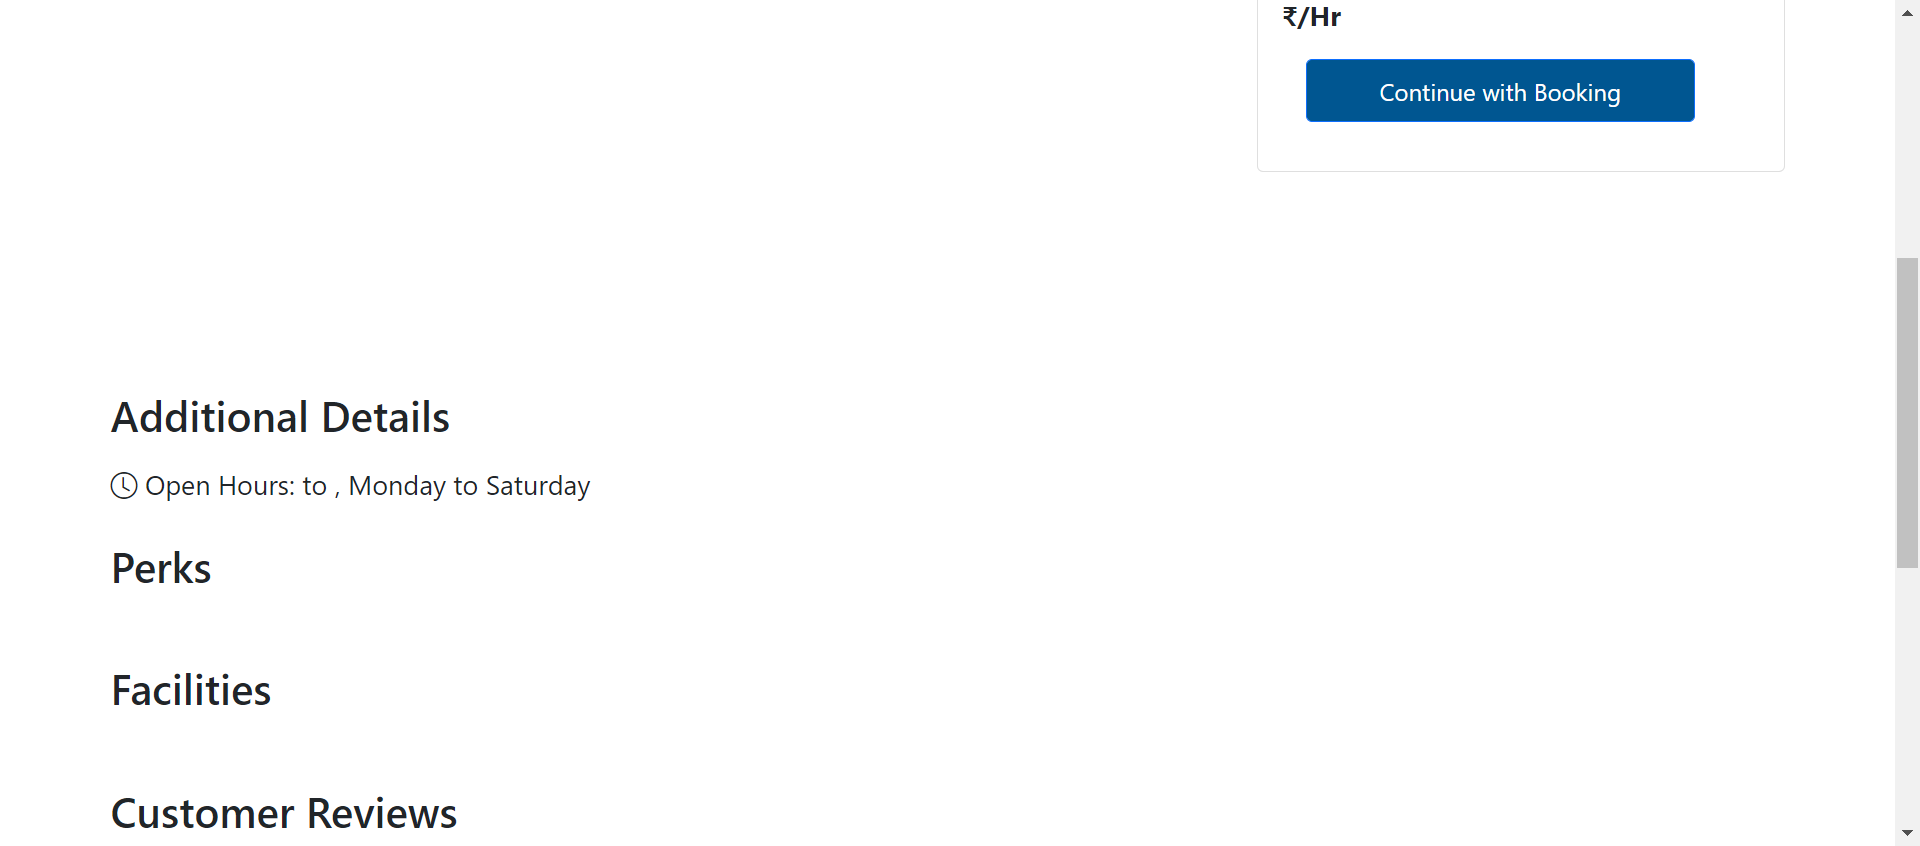 ₹/Hr
Continue with Booking
Additional Details
Open Hours: to , Monday to Saturday
Perks
Facilities
Customer Reviews